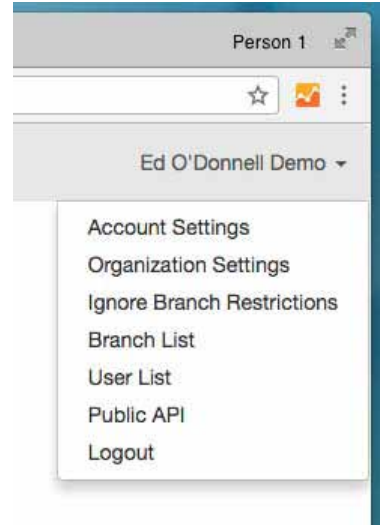 Person 1
Ed O'Donnell Demo
Account Settings
Organization Settings
Ignore Branch Restrictions
Branch List
User List
Public API
Logout